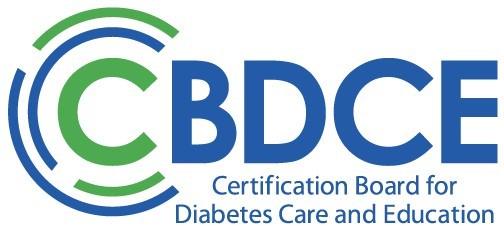 CBDCE
Certification Board for
Diabetes Care and Education